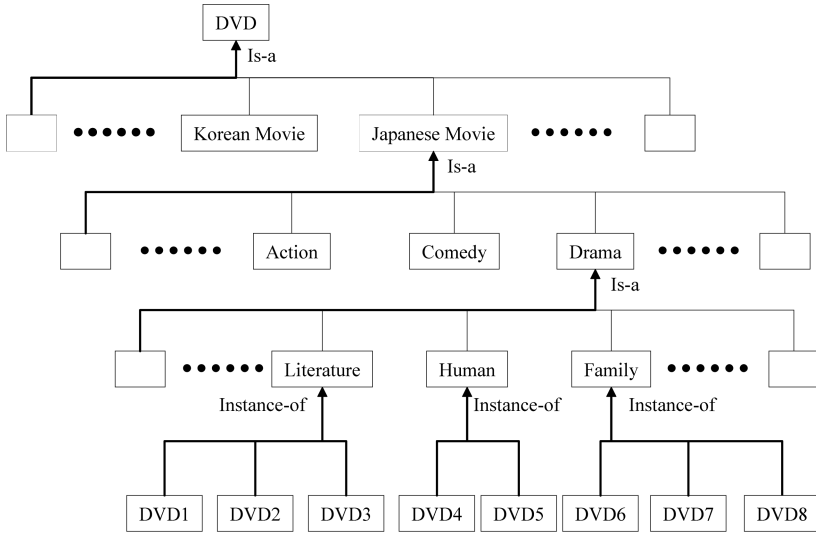 DVD
Is-a
Korean Movie
Japanese Movie
Is-a
Action
Comedy
Drama
Is-a
Literature
Human
Family
Instance-of
Instance-of
Instance-of
DVD1
DVD2
DVD3
DVD4
DVD5
DVD6
DVD7
DVD8